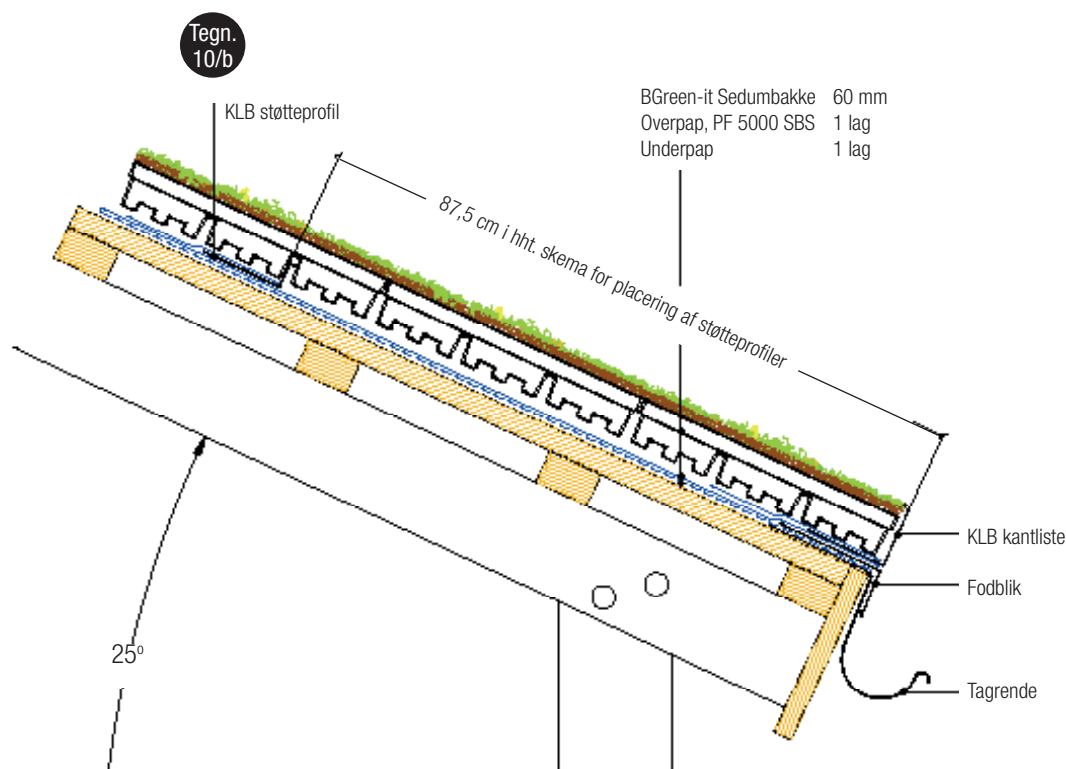 Tegn.
10/b
KLB støtteprofil
BGreen-it Sedumbakke 60 mm
Overpap, PF 5000 SBS 1 lag
Underpap 1 lag
87,5 cm i hht. skema for placering af støtteprofiler
KLB kantliste
Fodblik
25º
Tagrende